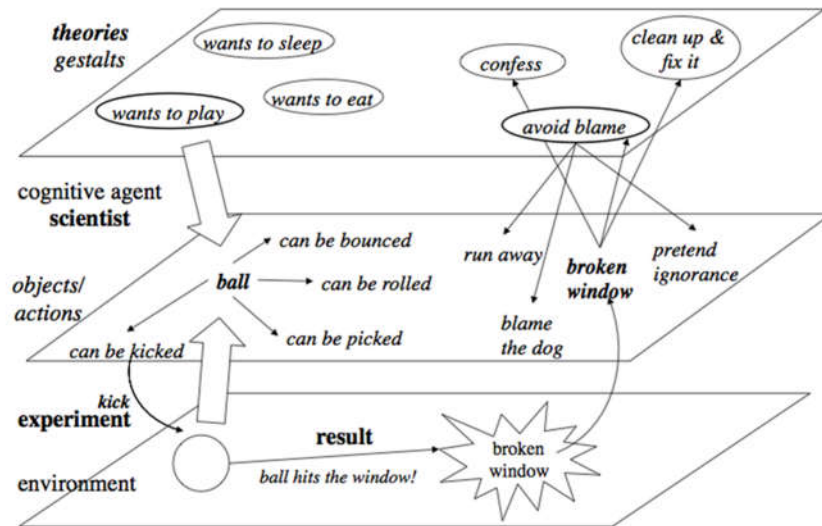 theories
gestalts
wants to sleep
wants to eat
wants to play
confess
clean up &
fix it
avoid blame
cognitive agent
scientist
objects/
actions
can be bounced
ball
can be rolled
can be kicked
can be picked
run away
broken
window
pretend
ignorance
blame
the dog
kick
experiment
environment
result
ball hits the window!
broken
window